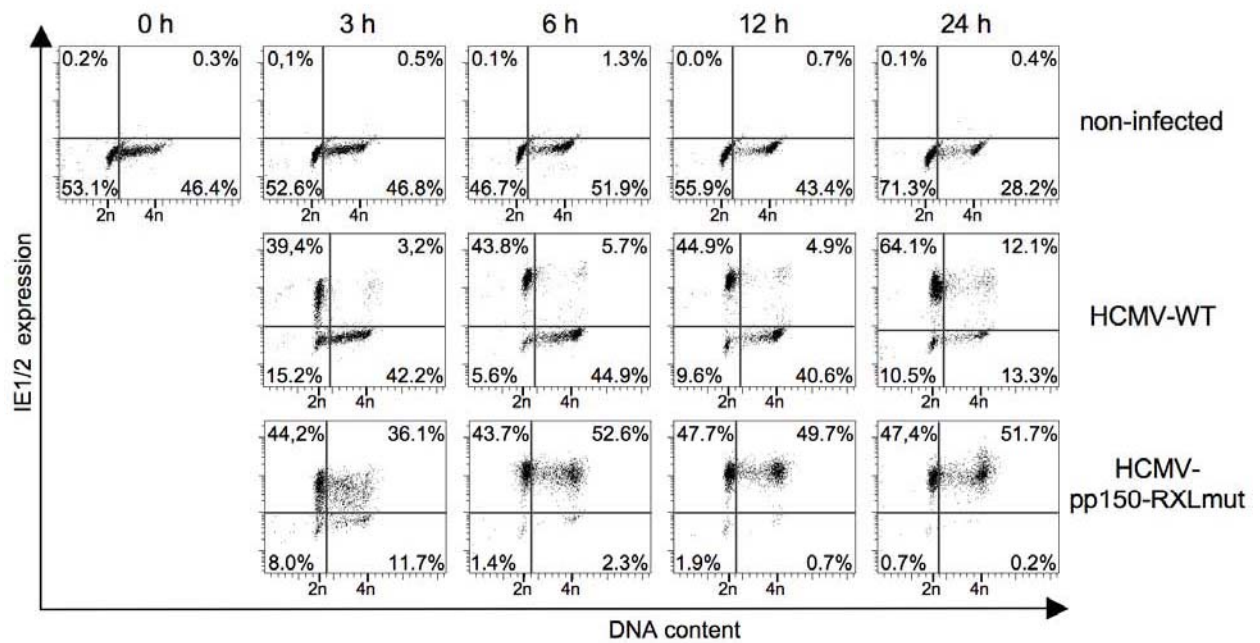 0 h 3 h 6 h 12 h 24 h
0.2% 0.3% 0,1% 0.5% 0.1% 1.3% 0.0% 0.7% 0.1% 0.4%
non-infected
53.1% 46.4% 52.6% 46.8% 46.7% 51.9% 55.9% 43.4% 71.3% 28.2%
2n 4n 2n 4n 2n 4n 2n 4n 2n 4n
39,4% 3,2% 43.8% 5.7% 44.9% 4.9% 64.1% 12.1%
HCMV-WT
15.2% 42.2% 5.6% 44.9% 9.6% 40.6% 10.5% 13.3%
2n 4n 2n 4n 2n 4n 2n 4n
44,2% 36.1% 43.7% 52.6% 47.7% 49.7% 47,4% 51.7%
HCMV-
pp150-RXLmut
8.0% 11.7% 1.4% 2.3% 1.9% 0.7% 0.7% 0.2%
2n 4n 2n 4n 2n 4n 2n 4n
IE1/2 expression
DNA content